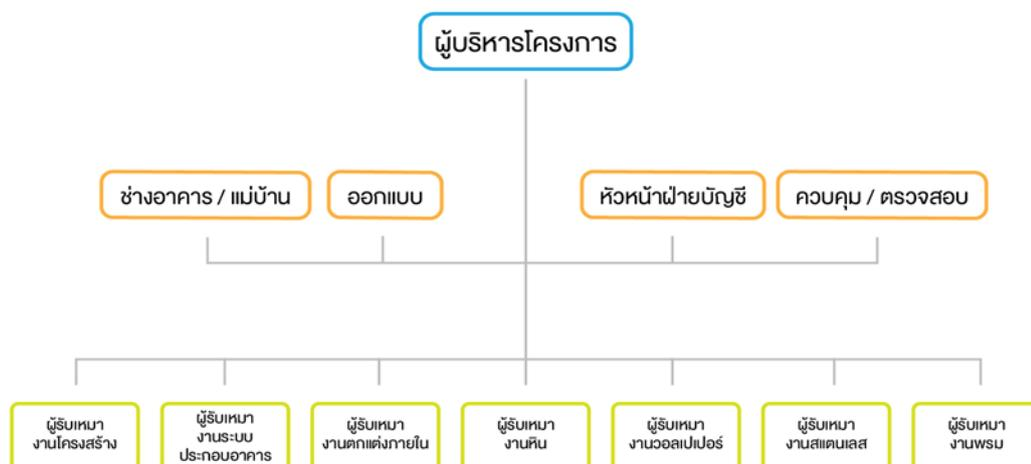 ผู้บริหารโครงการ
ช่างอาคาร / แม่บ้าน
ออกแบบ
หัวหน้าฝ่ายบัญชี
ควบคุม / ตรวจสอบ
ผู้รับเหมา
งานโครงสร้าง
ผู้รับเหมา
งานระบบ
ประกอบอาคาร
ผู้รับเหมา
งานตกแต่งภายใน
ผู้รับเหมา
งานหิน
ผู้รับเหมา
งานวอลเปเปอร์
ผู้รับเหมา
งานสแตนเลส
ผู้รับเหมา
งานพรม